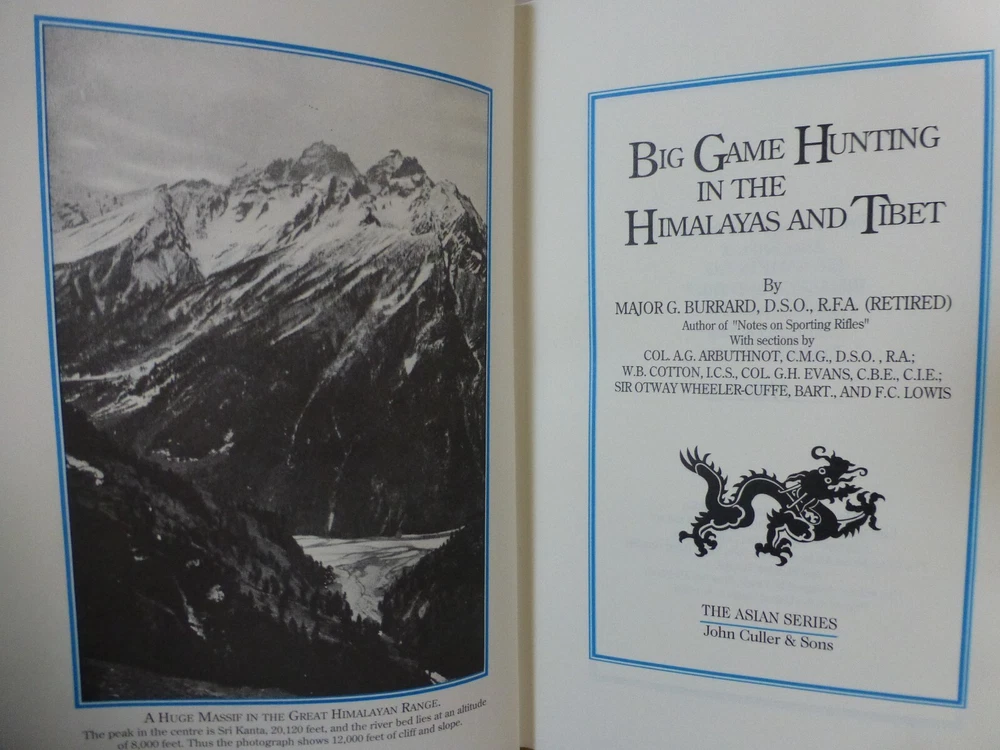 A HUGE MASSIF IN THE GREAT HIMALAYAN RANGE.
The peak in the centre is Sri Kanta, 20,120 feet, and the river bed lies at an altitude
of 8,000 feet. Thus the photograph shows 12,000 feet of cliff and slope.
BIG GAME HUNTING
IN THE
HIMALAYAS AND TIBET
By
MAJOR G. BURRARD, D.S.O., R.F.A. (RETIRED)
Author of "Notes on Sporting Rifles"
With sections by
COL. A.G. ARBUTHNOT, C.M.G., D.S.O. , R.A.;
W.B. COTTON, I.C.S., COL. G.H. EVANS, C.B.E., C.I.E.;
SIR OTWAY WHEELER-CUFFE, BART., AND F.C. LOWIS
THE ASIAN SERIES
John Culler & Sons